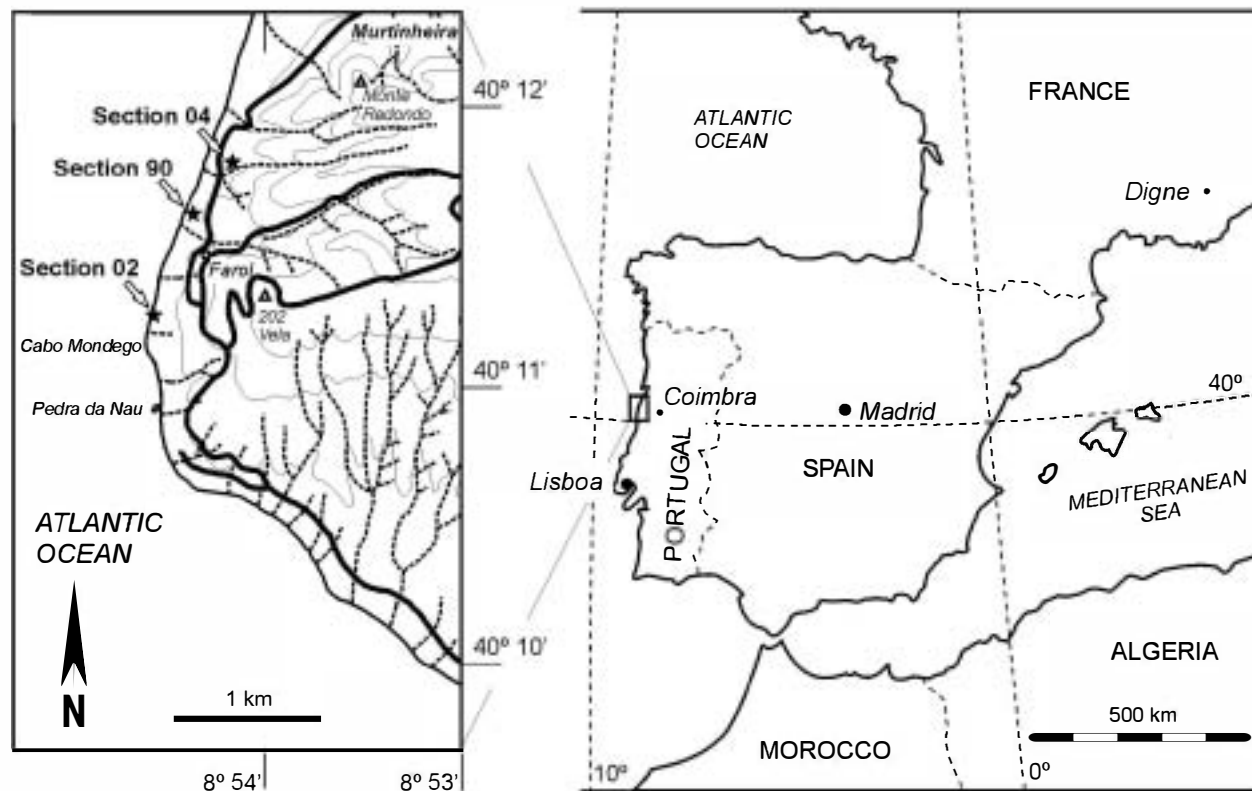 Murtinheira
Monte
Redondo
Section 04
Section 90
Section 02
Farol
202
Vela
Cabo Mondego
Pedra da Nau
ATLANTIC
OCEAN
N
1 km
40º 12'
40º 11'
40º 10'
8º 54'
8º 53'
ATLANTIC
OCEAN
FRANCE
Digne
Coimbra
Madrid
40º
Lisboa
PORTUGAL
SPAIN
MEDITERRANEAN
SEA
ALGERIA
MOROCCO
500 km
10º
0º